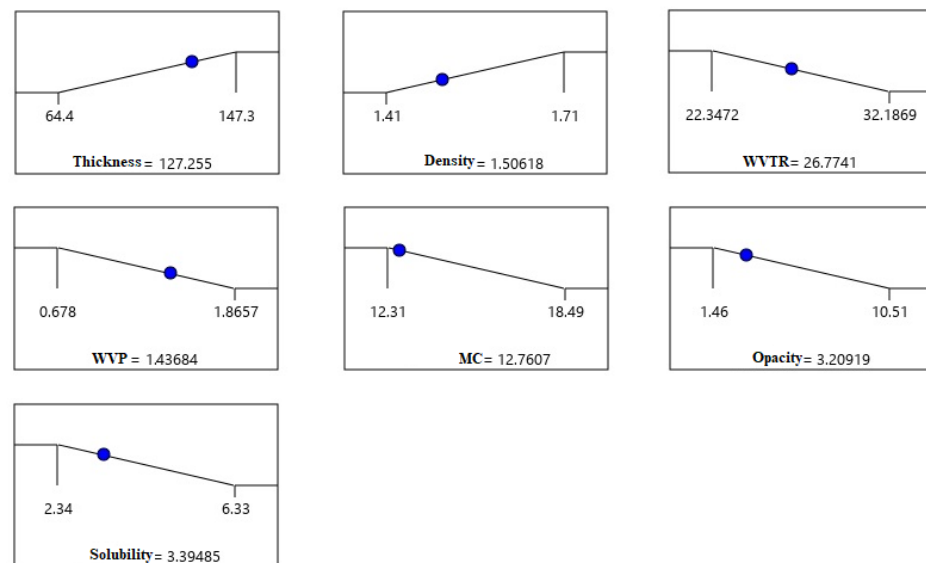 64.4 147.3
Thickness = 127.255
1.41 1.71
Density = 1.50618
22.3472 32.1869
WVTR = 26.7741
0.678 1.8657
WVP = 1.43684
12.31 18.49
MC = 12.7607
1.46 10.51
Opacity = 3.20919
2.34 6.33
Solubility = 3.39485